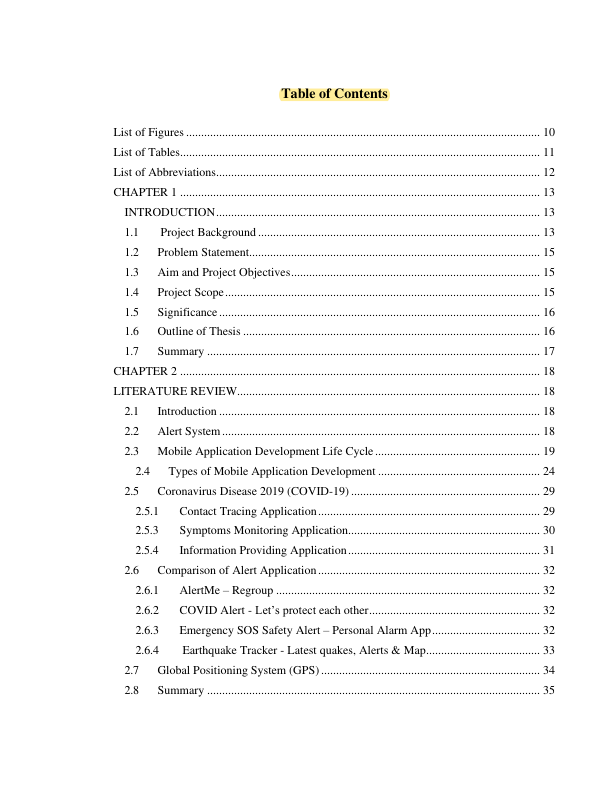 Table of Contents
List of Figures ........................................................................................................................ 10
List of Tables......................................................................................................................... 11
List of Abbreviations............................................................................................................. 12
CHAPTER 1 ......................................................................................................................... 13
INTRODUCTION............................................................................................................. 13
1.1 Project Background ............................................................................................... 13
1.2 Problem Statement................................................................................................. 15
1.3 Aim and Project Objectives................................................................................... 15
1.4 Project Scope......................................................................................................... 15
1.5 Significance........................................................................................................... 16
1.6 Outline of Thesis ................................................................................................... 16
1.7 Summary ............................................................................................................... 17
CHAPTER 2 ......................................................................................................................... 18
LITERATURE REVIEW...................................................................................................... 18
2.1 Introduction ........................................................................................................... 18
2.2 Alert System .......................................................................................................... 18
2.3 Mobile Application Development Life Cycle ....................................................... 19
2.4 Types of Mobile Application Development ...................................................... 24
2.5 Coronavirus Disease 2019 (COVID-19) ............................................................... 29
2.5.1 Contact Tracing Application.......................................................................... 29
2.5.3 Symptoms Monitoring Application................................................................ 30
2.5.4 Information Providing Application ................................................................ 31
2.6 Comparison of Alert Application .......................................................................... 32
2.6.1 AlertMe – Regroup ........................................................................................ 32
2.6.2 COVID Alert - Let’s protect each other......................................................... 32
2.6.3 Emergency SOS Safety Alert – Personal Alarm App.................................... 32
2.6.4 Earthquake Tracker - Latest quakes, Alerts & Map...................................... 33
2.7 Global Positioning System (GPS) ......................................................................... 34
2.8 Summary ............................................................................................................... 35